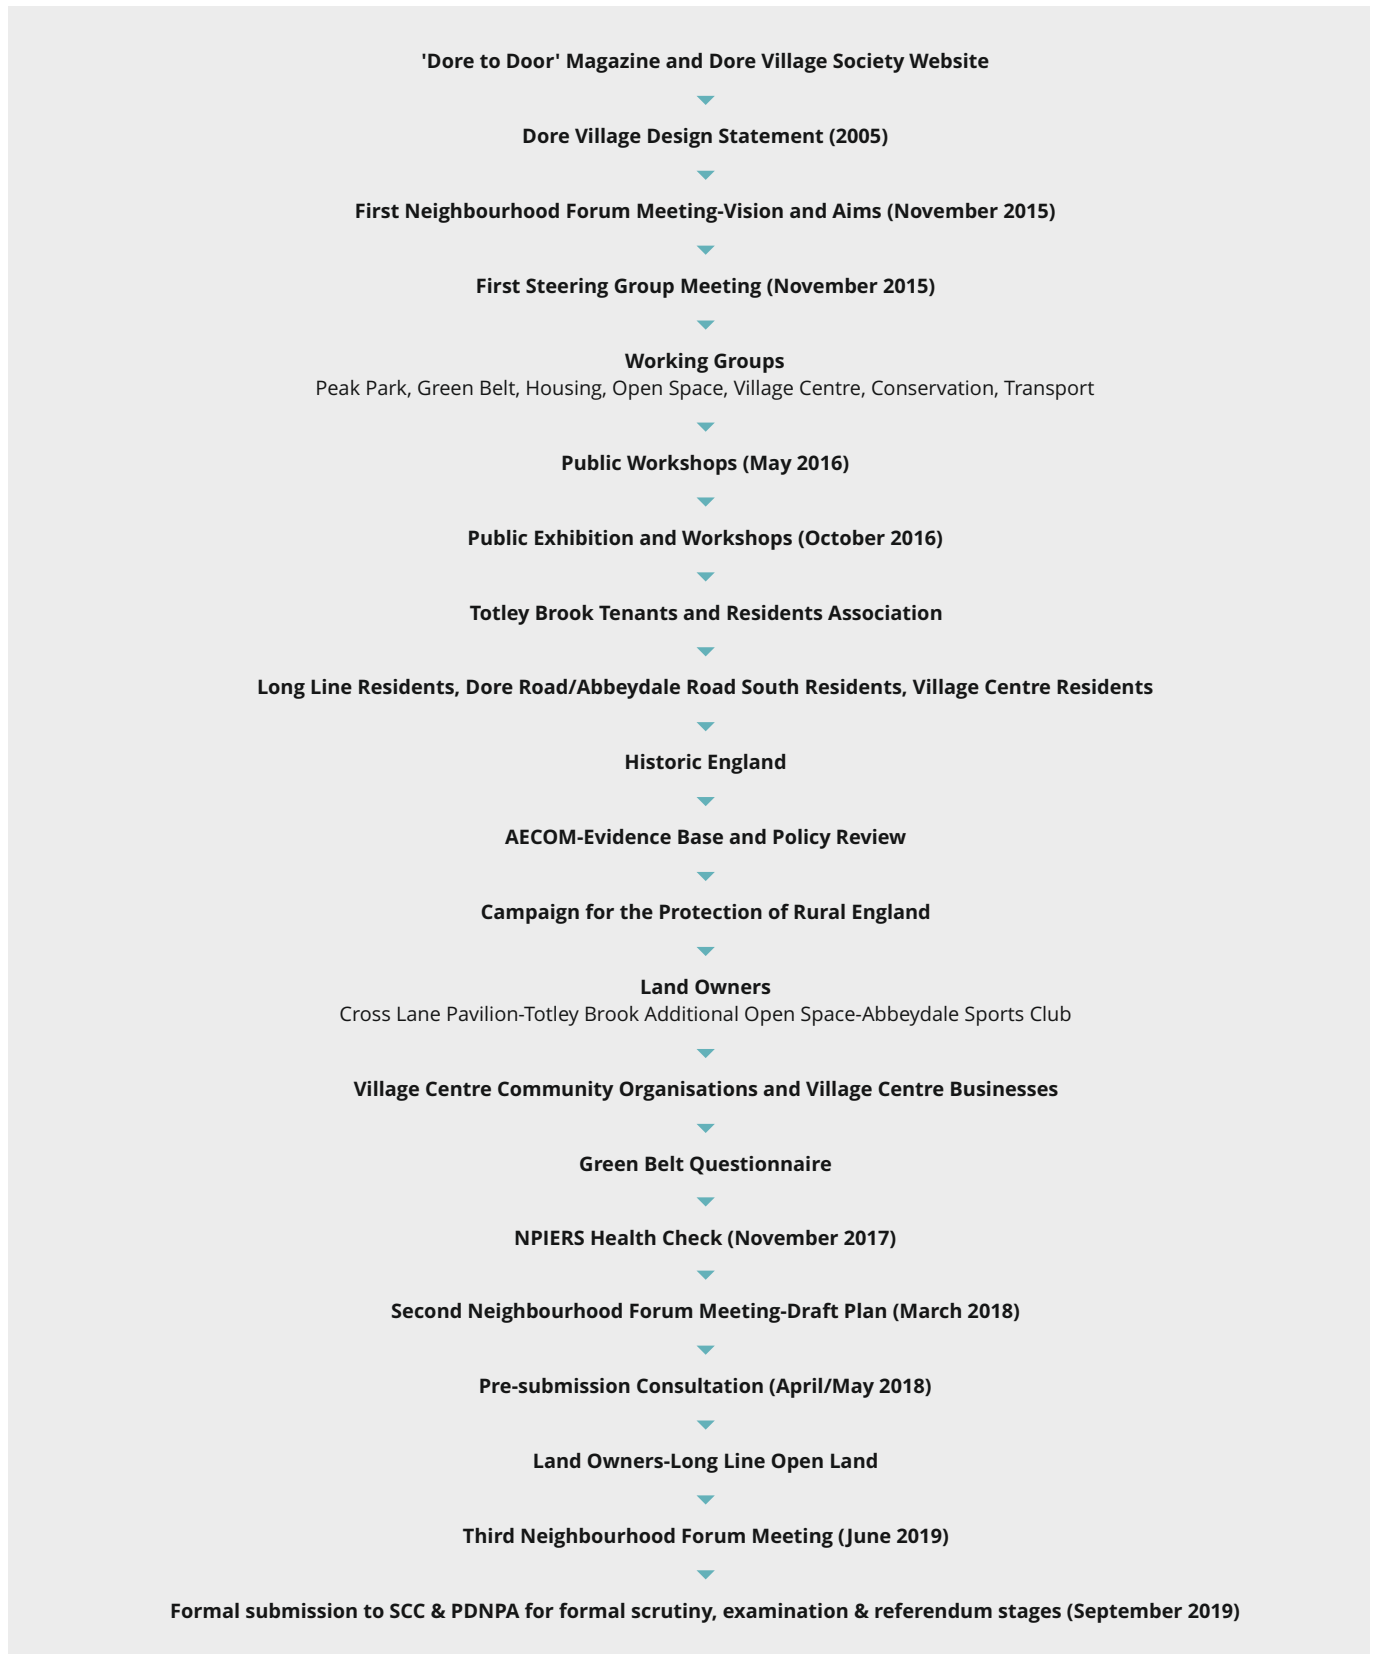 'Dore to Door' Magazine and Dore Village Society Website
Dore Village Design Statement (2005)
First Neighbourhood Forum Meeting-Vision and Aims (November 2015)
First Steering Group Meeting (November 2015)
Working Groups
Peak Park, Green Belt, Housing, Open Space, Village Centre, Conservation, Transport
Public Workshops (May 2016)
Public Exhibition and Workshops (October 2016)
Totley Brook Tenants and Residents Association
Long Line Residents, Dore Road/Abbeydale Road South Residents, Village Centre Residents
Historic England
AECOM-Evidence Base and Policy Review
Campaign for the Protection of Rural England
Land Owners
Cross Lane Pavilion-Totley Brook Additional Open Space-Abbeydale Sports Club
Village Centre Community Organisations and Village Centre Businesses
Green Belt Questionnaire
NPIERS Health Check (November 2017)
Second Neighbourhood Forum Meeting-Draft Plan (March 2018)
Pre-submission Consultation (April/May 2018)
Land Owners-Long Line Open Land
Third Neighbourhood Forum Meeting (June 2019)
Formal submission to SCC & PDNPA for formal scrutiny, examination & referendum stages (September 2019)